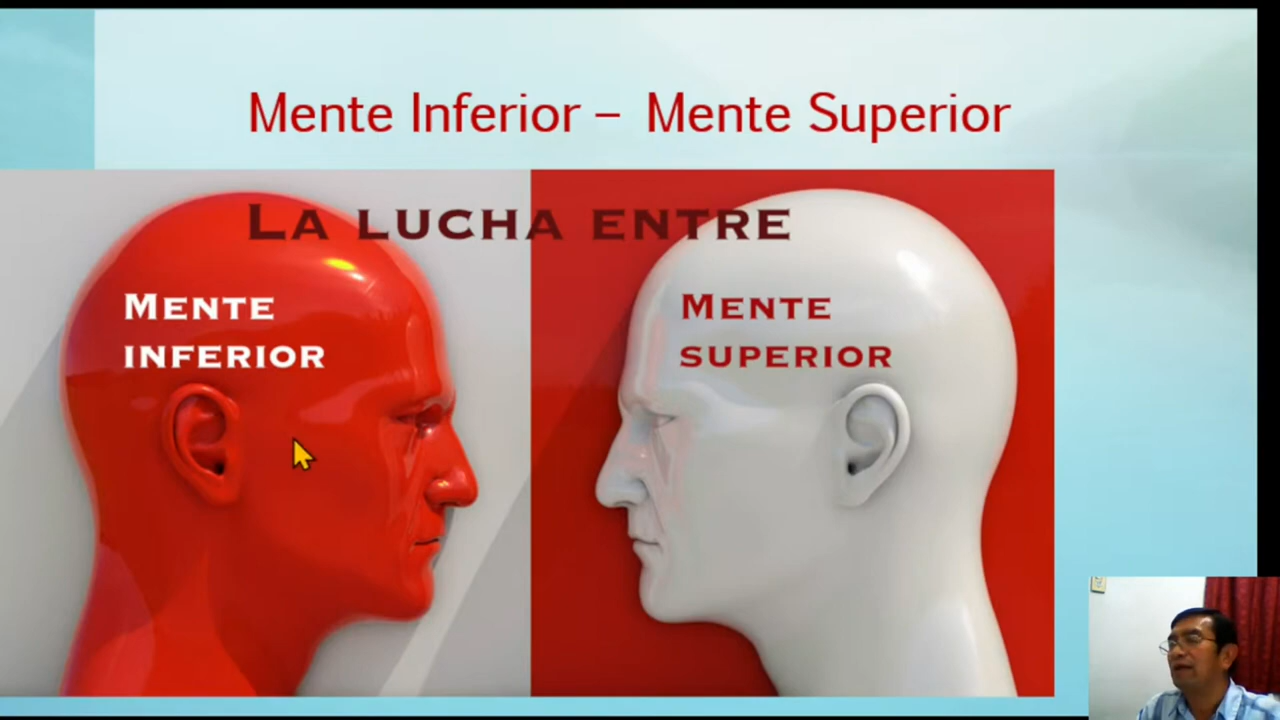 Mente Inferior – Mente Superior
LA LUCHA ENTRE
MENTE
INFERIOR
MENTE
SUPERIOR